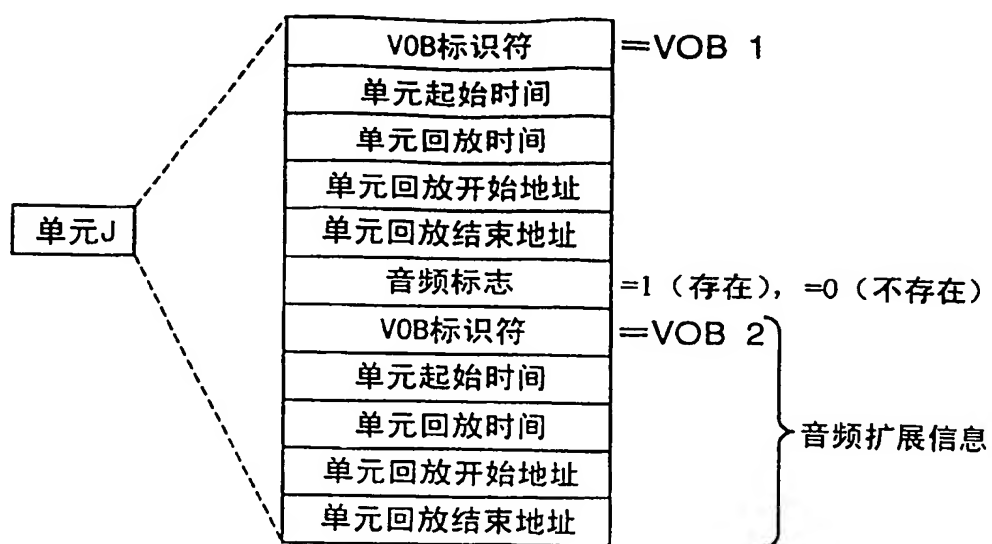 VOB标识符 =VOB 1
单元起始时间
单元回放时间
单元回放开始地址
单元J
单元回放结束地址
音频标志 =1（存在），=0（不存在）
VOB标识符 =VOB 2
单元起始时间
单元回放时间
音频扩展信息
单元回放开始地址
单元回放结束地址